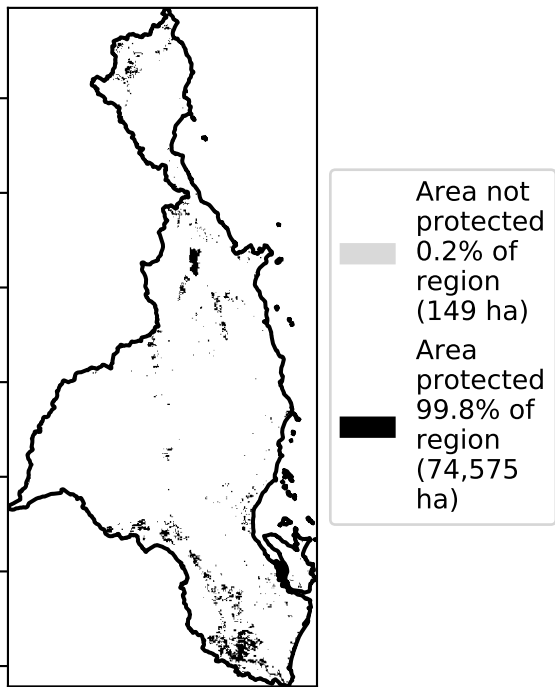 Area not
protected
0.2% of
region
(149 ha)
Area
protected
99.8% of
region
(74,575
ha)